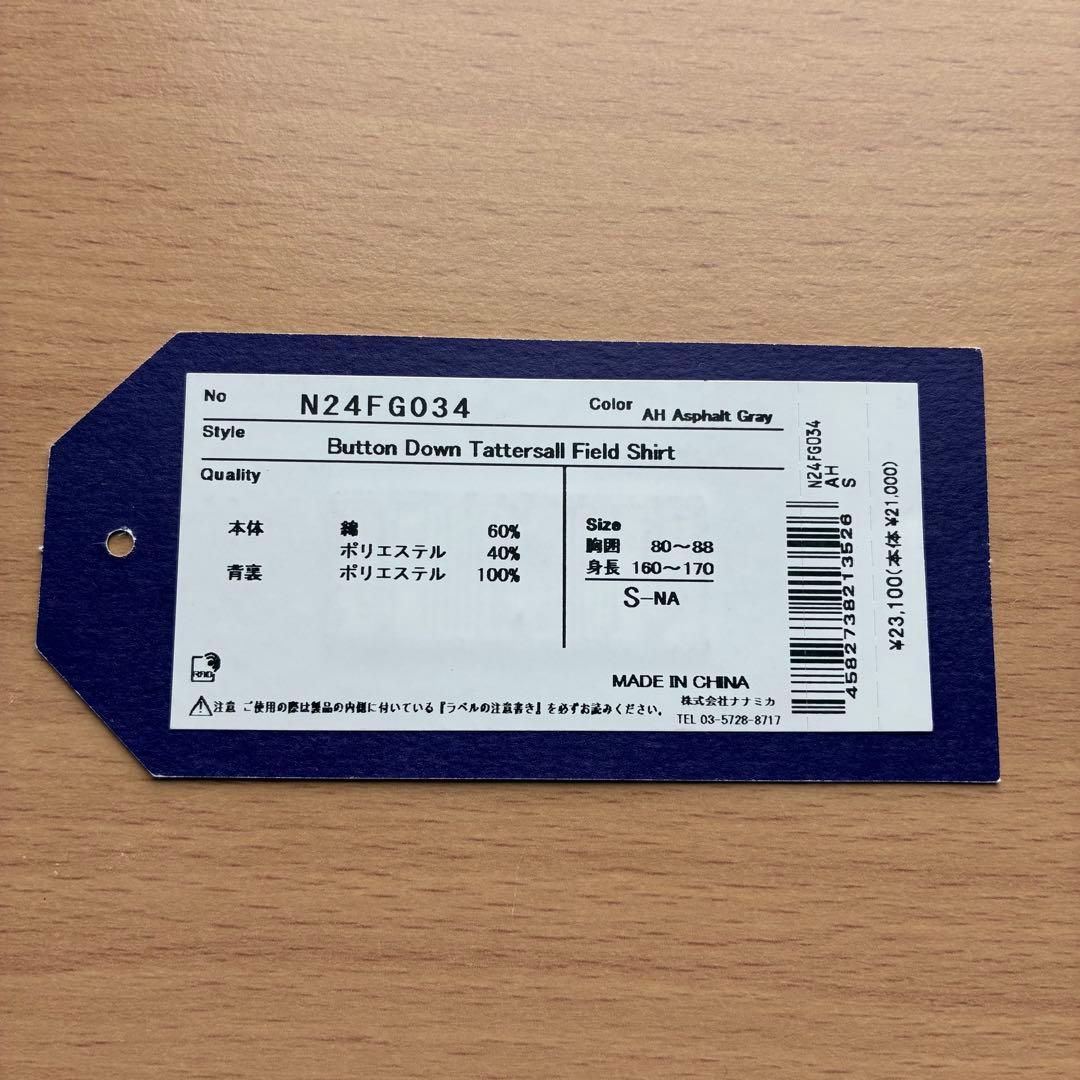 No N24FG034 Color AH Asphalt Gray
Style Button Down Tattersall Field Shirt
Quality
本体 綿 60%
ポリエステル 40%
背裏 ポリエステル 100%
Size
胸囲 80～88
身長 160～170
S-NA
MADE IN CHINA
株式会社ナナミカ
TEL 03-5728-8717
⚠注意 ご使用の際は製品の内側に付いている『ラベルの注意書き』を必ずお読みください。
N24FG034
AH
S
4582738213526
¥23,100(本体 ¥21,000)